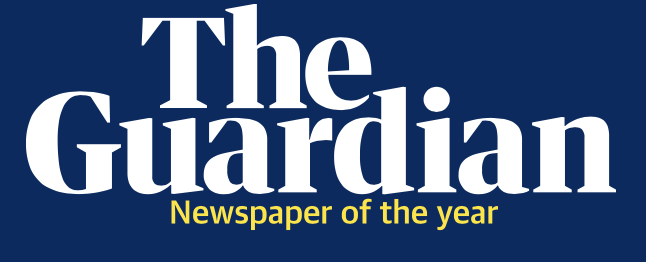 The
Guardian
Newspaper of the year